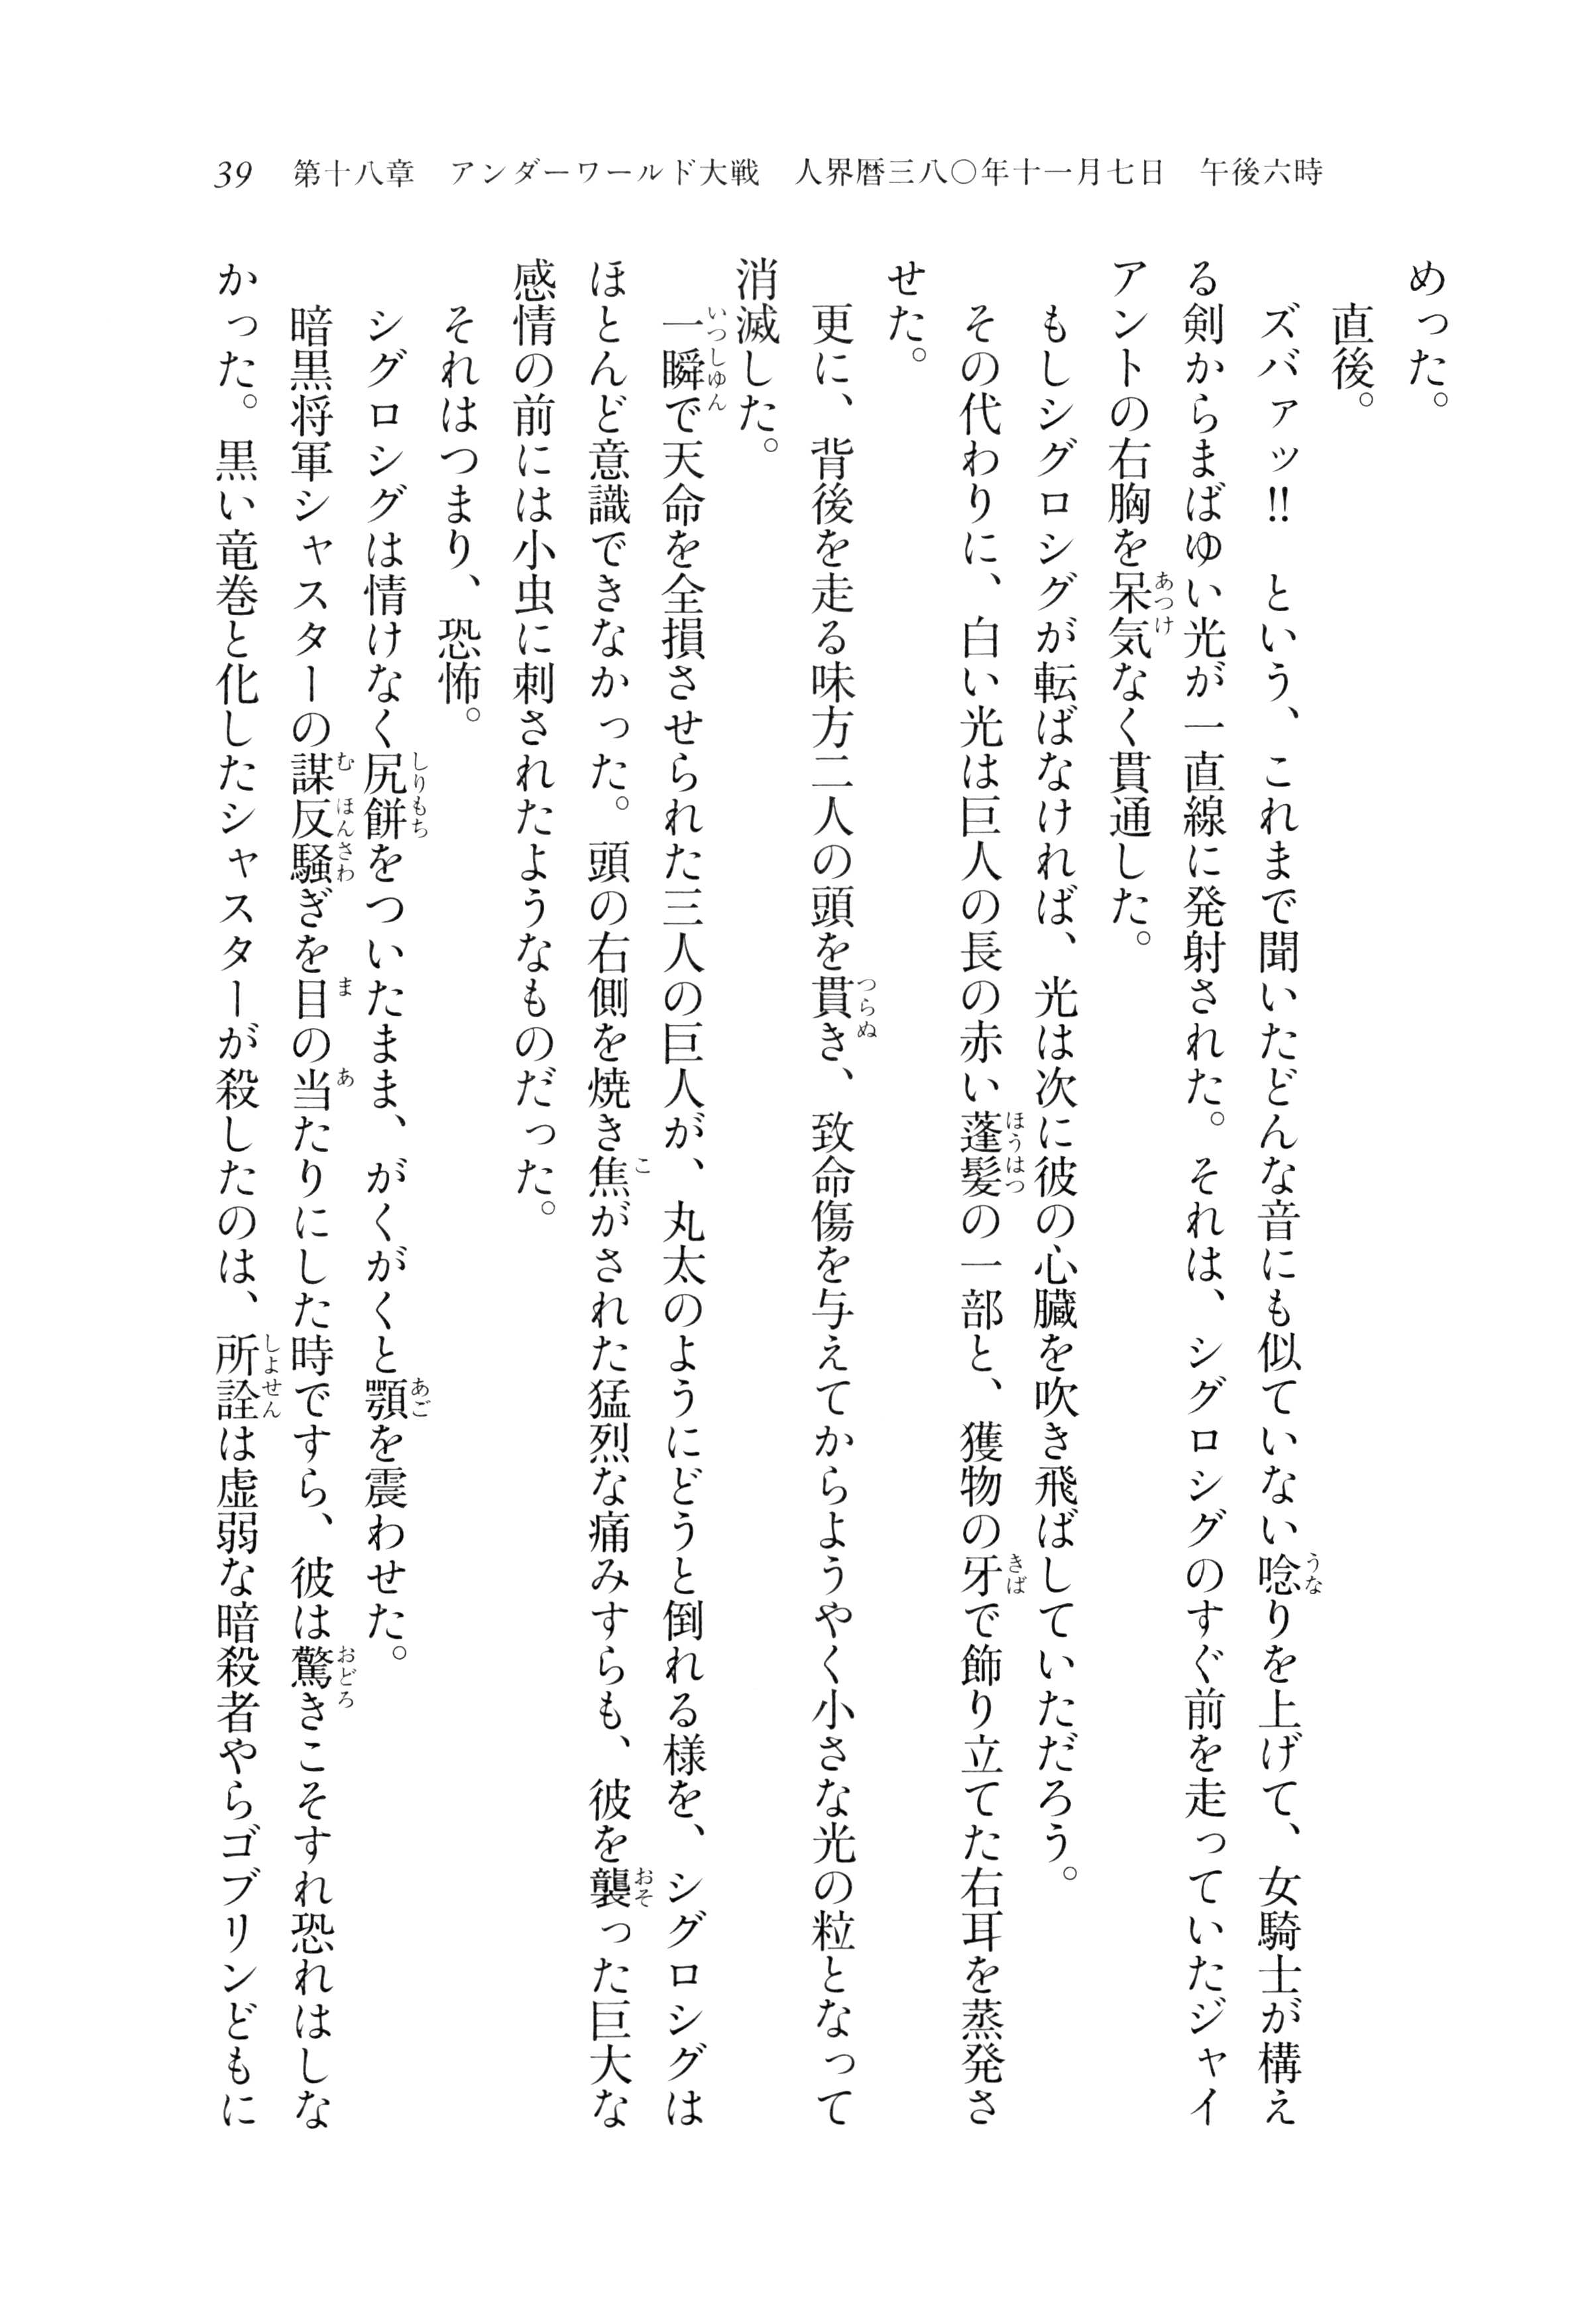 39　第十八章　アンダーワールド大戦　人界暦三八〇年十一月七日　午後六時
めった。
　直後。
　ズバァッ!!　という、これまで聞いたどんな音にも似ていない唸りを上げて、女騎士が構え
る剣からまばゆい光が一直線に発射された。それは、シグロシグのすぐ前を走っていたジャイ
アントの右胸を呆気なく貫通した。
　もしシグロシグが転ばなければ、光は次に彼の心臓を吹き飛ばしていただろう。
　その代わりに、白い光は巨人の長の赤い蓬髪の一部と、獲物の牙で飾り立てた右耳を蒸発さ
せた。
　更に、背後を走る味方二人の頭を貫き、致命傷を与えてからようやく小さな光の粒となって
消滅した。
　一瞬で天命を全損させられた三人の巨人が、丸太のようにどうと倒れる様を、シグロシグは
ほとんど意識できなかった。頭の右側を焼き焦がされた猛烈な痛みすらも、彼を襲った巨大な
感情の前には小虫に刺されたようなものだった。
　それはつまり、恐怖。
　シグロシグは情けなく尻餅をついたまま、がくがくと顎を震わせた。
　暗黒将軍シャスターの謀反騒ぎを目の当たりにした時ですら、彼は驚きこそすれ恐れはしな
かった。黒い竜巻と化したシャスターが殺したのは、所詮は虚弱な暗殺者やらゴブリンどもに